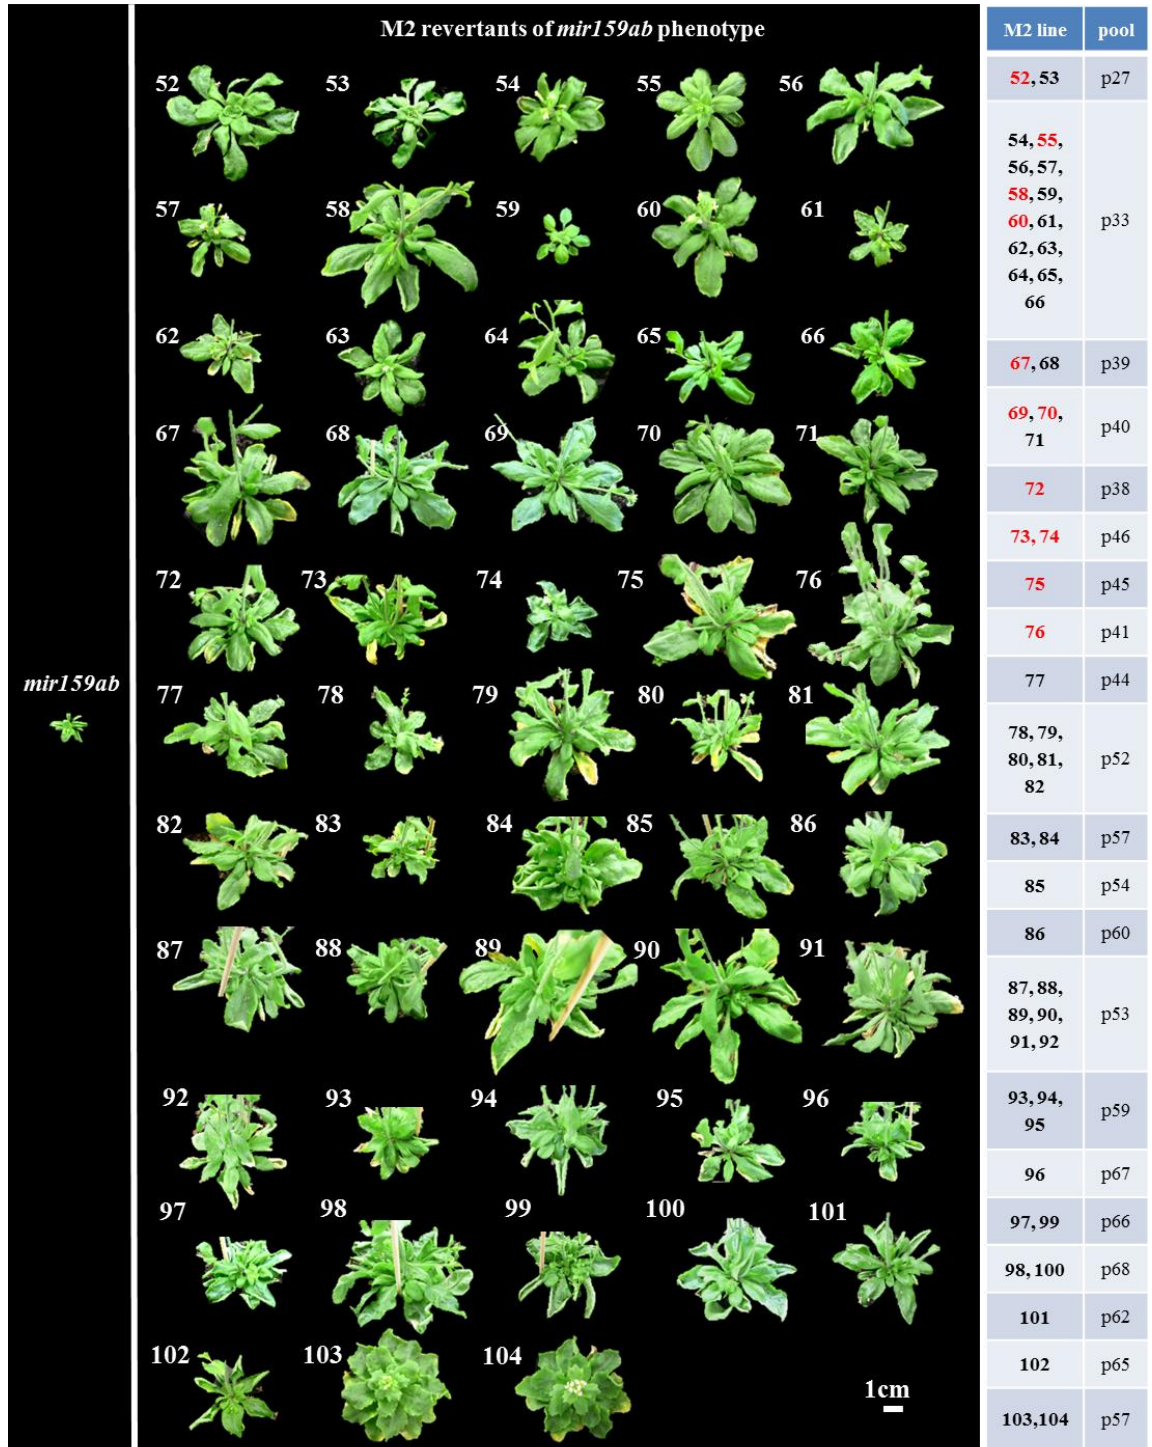 M2 revertants of mir159ab phenotype
52 53 54 55 56
57 58 59 60 61
62 63 64 65 66
67 68 69 70 71
72 73 74 75 76
mir159ab
77 78 79 80 81
82 83 84 85 86
87 88 89 90 91
92 93 94 95 96
97 98 99 100 101
102 103 104
1cm
M2 line pool
52, 53 p27
54, 55,
56, 57,
58, 59,
60, 61, p33
62, 63,
64, 65,
66
67, 68 p39
69, 70, p40
71
72 p38
73, 74 p46
75 p45
76 p41
77 p44
78, 79,
80, 81, p52
82
83, 84 p57
85 p54
86 p60
87, 88,
89, 90, p53
91, 92
93, 94, p59
95
96 p67
97, 99 p66
98, 100 p68
101 p62
102 p65
103,104 p57